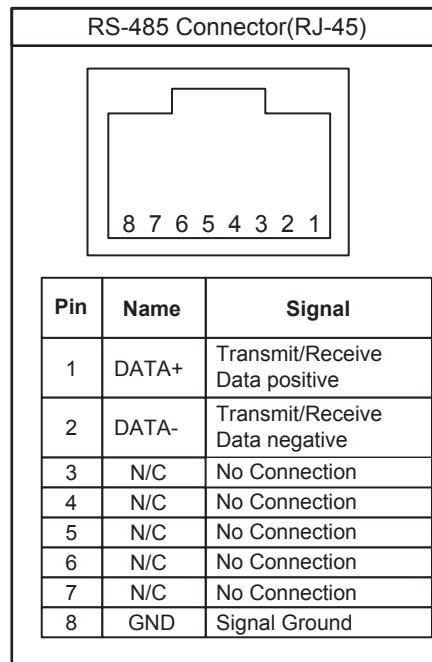 RS-485 Connector(RJ-45)
8 7 6 5 4 3 2 1
Pin Name Signal
1 DATA+ Transmit/Receive
Data positive
2 DATA- Transmit/Receive
Data negative
3 N/C No Connection
4 N/C No Connection
5 N/C No Connection
6 N/C No Connection
7 N/C No Connection
8 GND Signal Ground